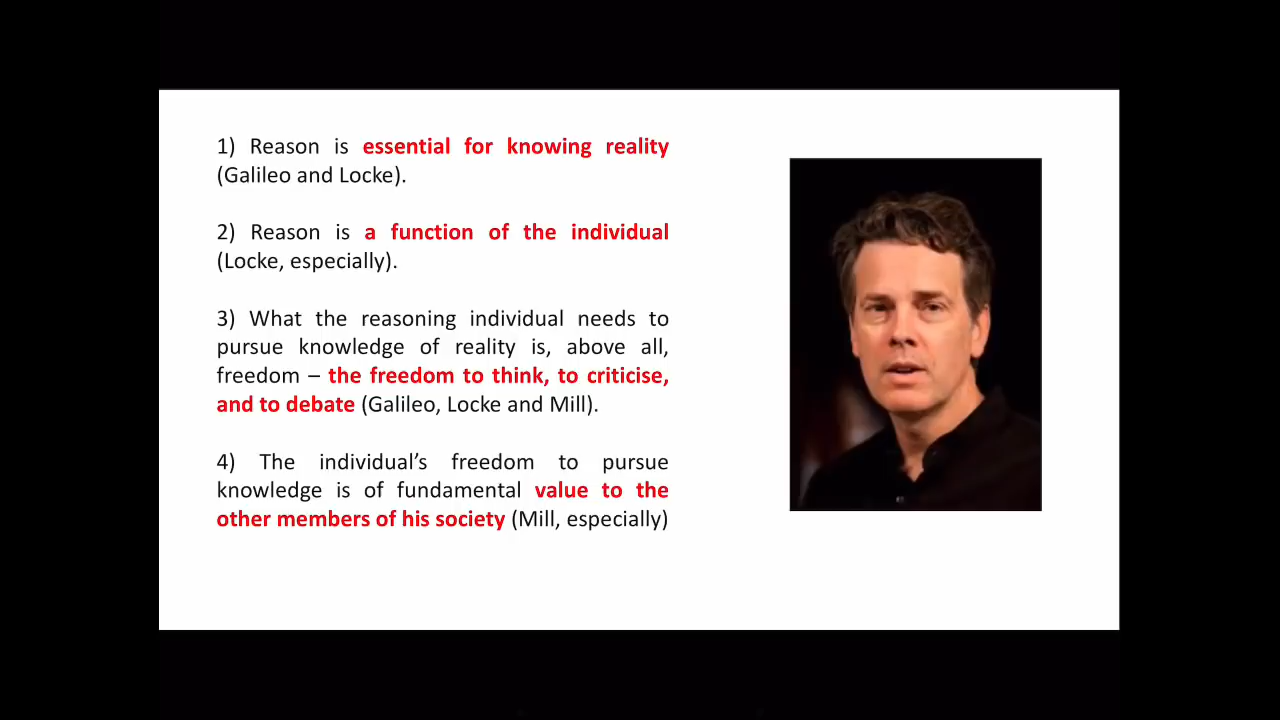 1) Reason is essential for knowing reality
(Galileo and Locke).
2) Reason is a function of the individual
(Locke, especially).
3) What the reasoning individual needs to
pursue knowledge of reality is, above all,
freedom – the freedom to think, to criticise,
and to debate (Galileo, Locke and Mill).
4) The individual’s freedom to pursue
knowledge is of fundamental value to the
other members of his society (Mill, especially)